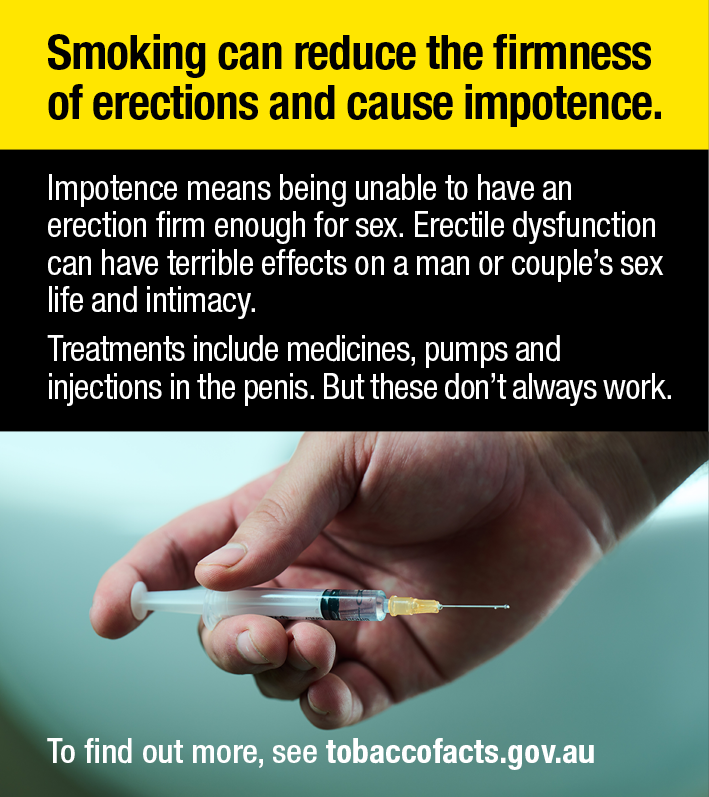 Smoking can reduce the firmness
of erections and cause impotence.
Impotence means being unable to have an
erection firm enough for sex. Erectile dysfunction
can have terrible effects on a man or couple’s sex
life and intimacy.
Treatments include medicines, pumps and
injections in the penis. But these don’t always work.
To find out more, see tobaccofacts.gov.au